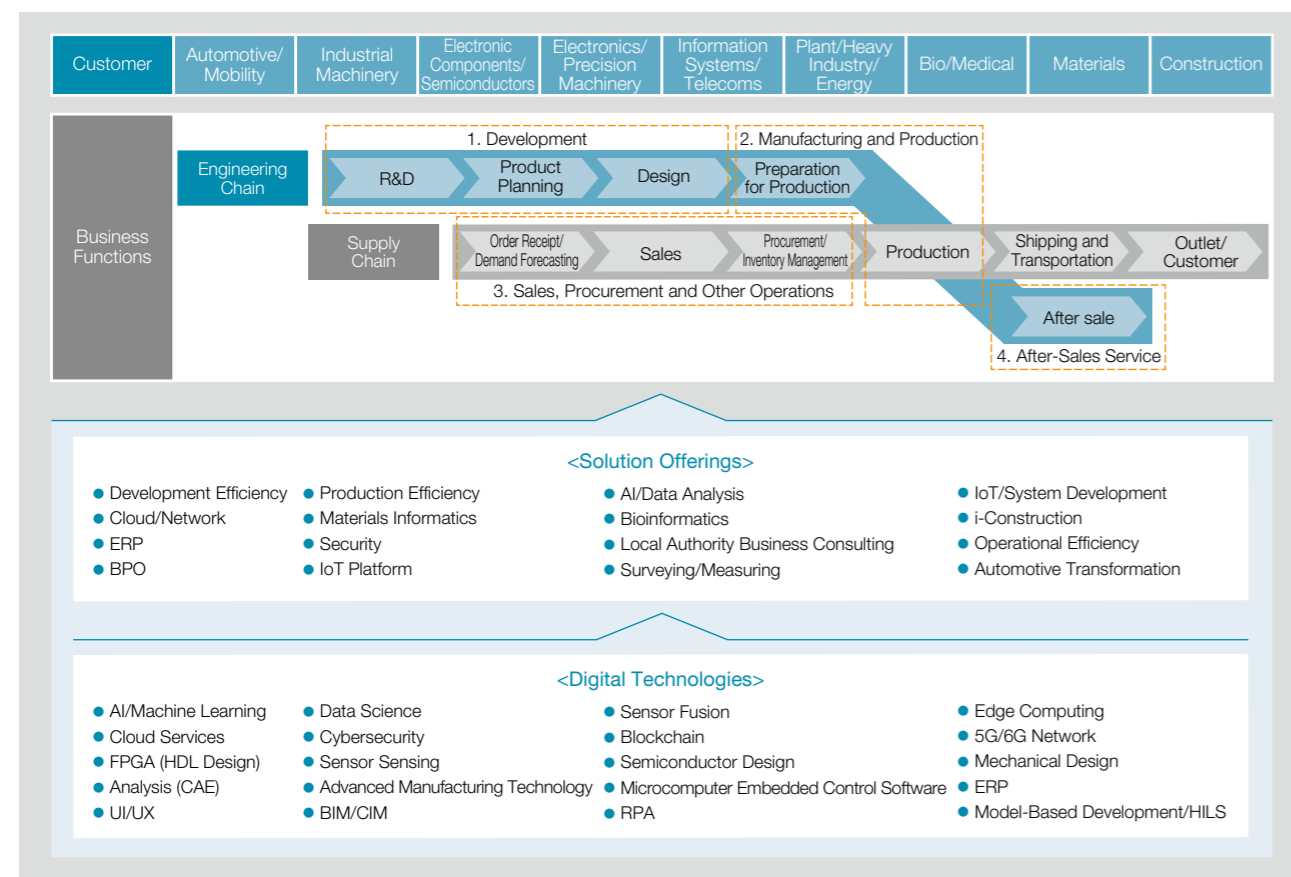 Customer
Automotive/
Mobility
Industrial
Machinery
Electronic
Components/
Semiconductors
Electronics/
Precision
Machinery
Information
Systems/
Telecoms
Plant/Heavy
Industry/
Energy
Bio/Medical
Materials
Construction
Business
Functions
1. Development
2. Manufacturing and Production
Engineering
Chain
R&D
Product
Planning
Design
Preparation
for Production
Supply
Chain
Order Receipt/
Demand Forecasting
Sales
Procurement/
Inventory Management
Production
Shipping and
Transportation
Outlet/
Customer
3. Sales, Procurement and Other Operations
After sale
4. After-Sales Service
<Solution Offerings>
● Development Efficiency
● Cloud/Network
● ERP
● BPO
● Production Efficiency
● Materials Informatics
● Security
● IoT Platform
● AI/Data Analysis
● Bioinformatics
● Local Authority Business Consulting
● Surveying/Measuring
● IoT/System Development
● i-Construction
● Operational Efficiency
● Automotive Transformation
<Digital Technologies>
● AI/Machine Learning
● Cloud Services
● FPGA (HDL Design)
● Analysis (CAE)
● UI/UX
● Data Science
● Cybersecurity
● Sensor Sensing
● Advanced Manufacturing Technology
● BIM/CIM
● Sensor Fusion
● Blockchain
● Semiconductor Design
● Microcomputer Embedded Control Software
● RPA
● Edge Computing
● 5G/6G Network
● Mechanical Design
● ERP
● Model-Based Development/HILS